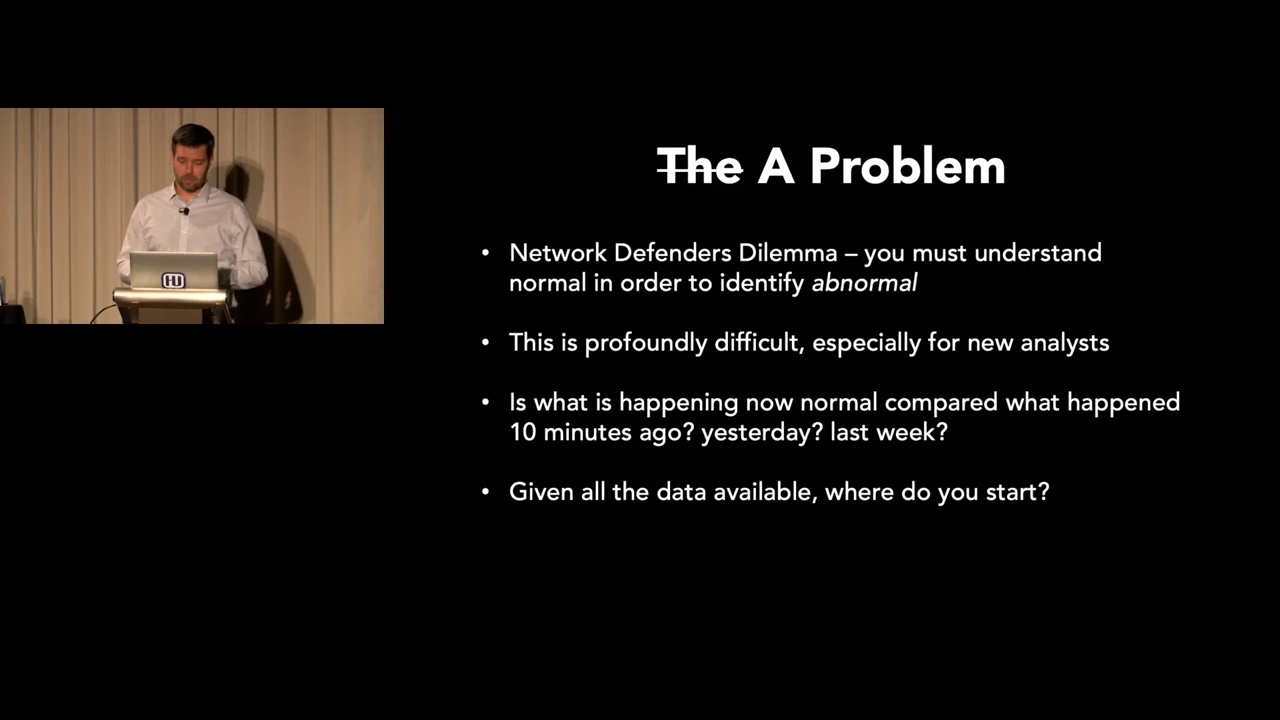 The A Problem
• Network Defenders Dilemma – you must understand
normal in order to identify abnormal
• This is profoundly difficult, especially for new analysts
• Is what is happening now normal compared what happened
10 minutes ago? yesterday? last week?
• Given all the data available, where do you start?
HU